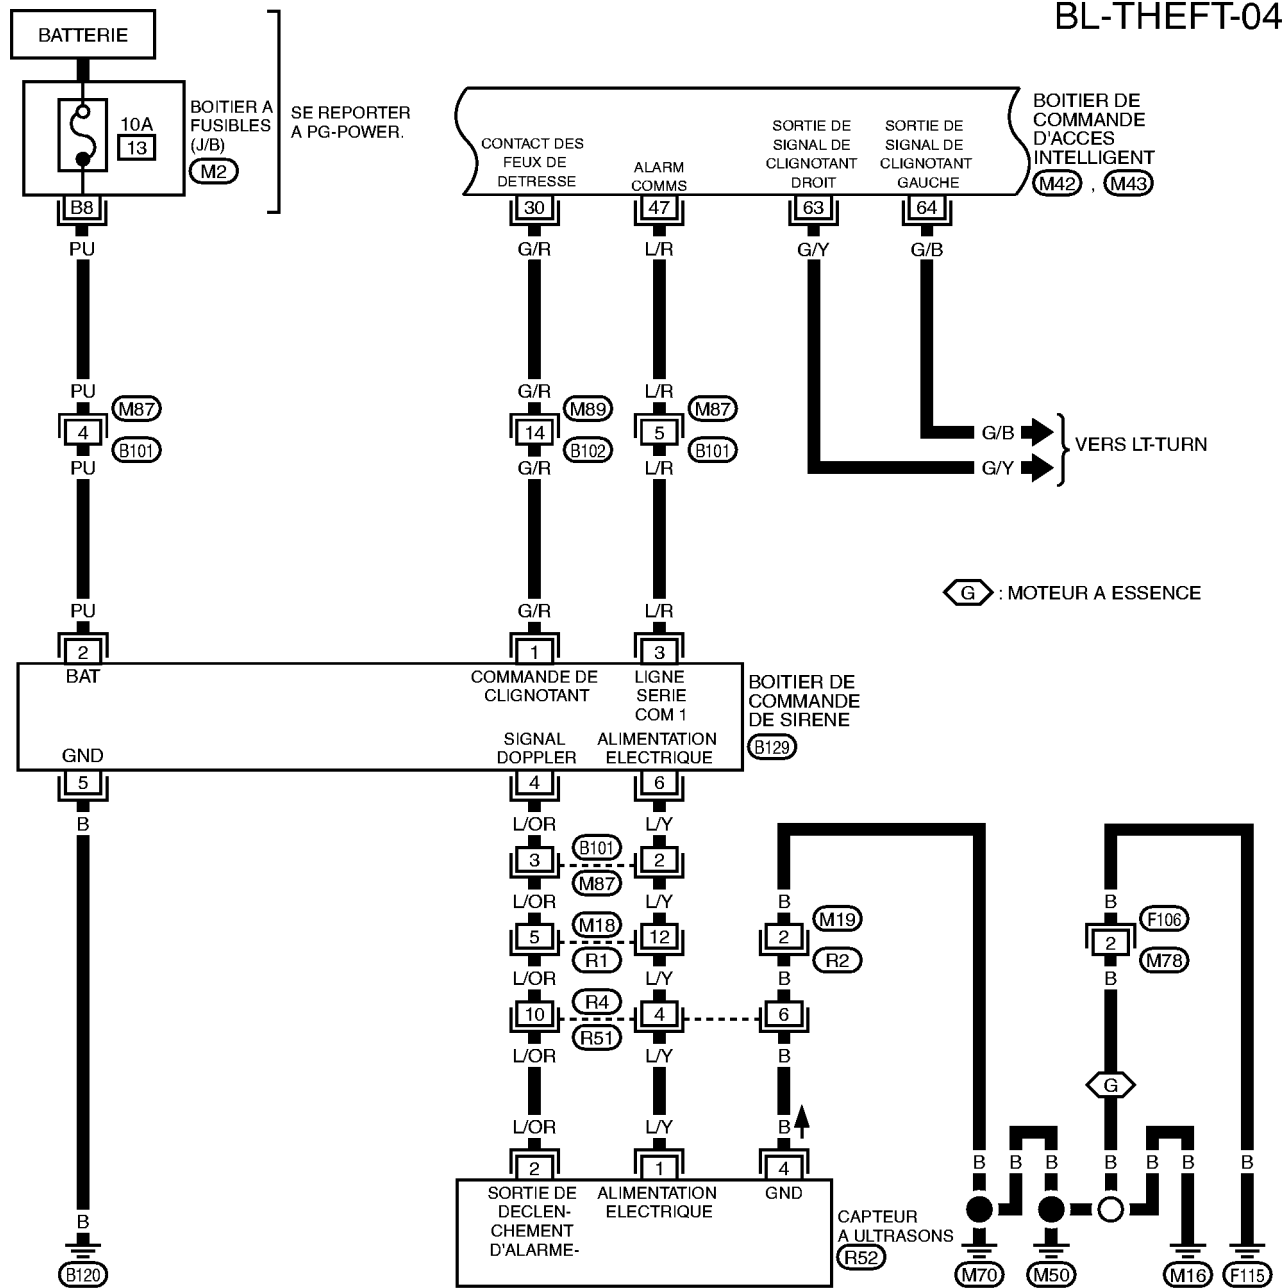 BL-THEFT-04
BATTERIE
10A
13
BOITIER A
FUSIBLES
(J/B)
M2
SE REPORTER
A PG-POWER.
B8
CONTACT DES
FEUX DE
DETRESSE
ALARM
COMMS
SORTIE DE
SIGNAL DE
CLIGNOTANT
DROIT
SORTIE DE
SIGNAL DE
CLIGNOTANT
GAUCHE
BOITIER DE
COMMANDE
D'ACCES
INTELLIGENT
M42 , M43
30 47 63 64
PU G/R L/R G/Y G/B
PU G/R L/R
4 M87 B101
14 M89 B102
5 M87 B101
PU G/R L/R
G/B
G/Y
VERS LT-TURN
G : MOTEUR A ESSENCE
PU G/R L/R
2 1 3
BAT
COMMANDE DE
CLIGNOTANT
LIGNE
SERIE
COM 1
BOITIER DE
COMMANDE
DE SIRENE
B129
GND
SIGNAL
DOPPLER
ALIMENTATION
ELECTRIQUE
5 4 6
B L/OR L/Y
3 B101 M87 2
L/OR L/Y B B
5 M18 R1 12
2 M19 R2
2 F106 M78
L/OR L/Y B B
10 R4 R51 4 6
L/OR L/Y B
G
L/OR L/Y B
2 1 4
B B B B B B B
SORTIE DE
DECLEN-
CHEMENT
D'ALARME-
ALIMENTATION
ELECTRIQUE
GND
CAPTEUR
A ULTRASONS
R52
B
B120
M70 M50 M16 F115